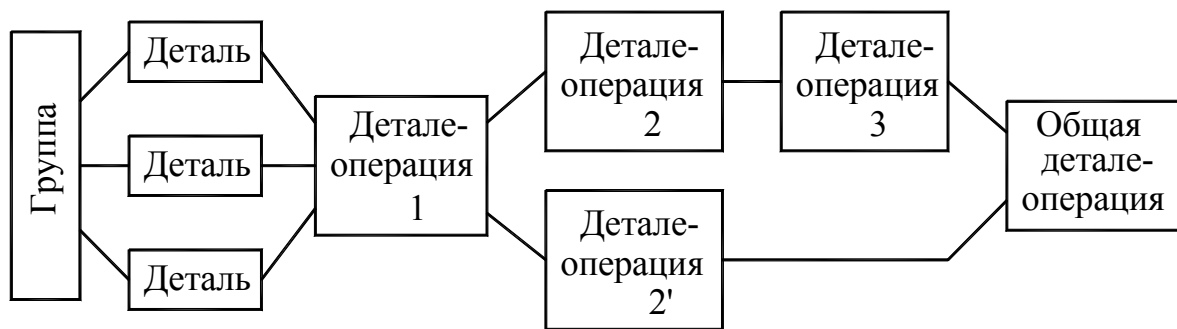 Группа
Деталь
Деталь
Деталь
Детале-
операция
1
Детале-
операция
2
Детале-
операция
3
Детале-
операция
2'
Общая
детале-
операция